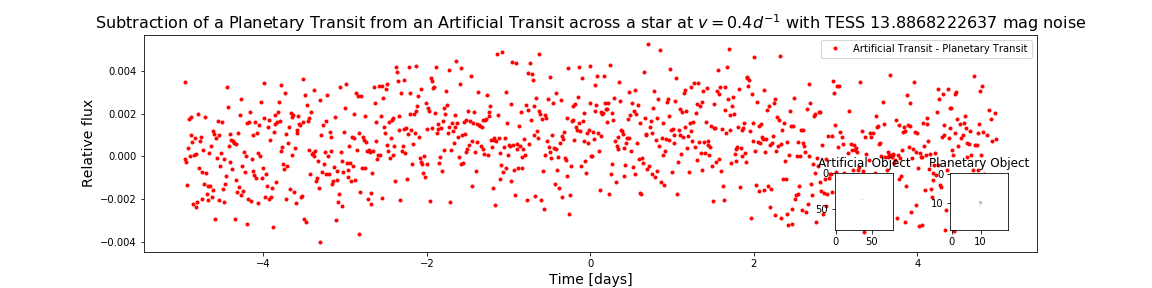 Subtraction of a Planetary Transit from an Artificial Transit across a star at v = 0.4d⁻¹ with TESS 13.8868222637 mag noise
Artificial Transit - Planetary Transit
Relative flux
0.004
0.002
0.000
−0.002
−0.004
Artificial Object
0
50
0 50
Planetary Object
0
10
0 10
−4 −2 0 2 4
Time [days]